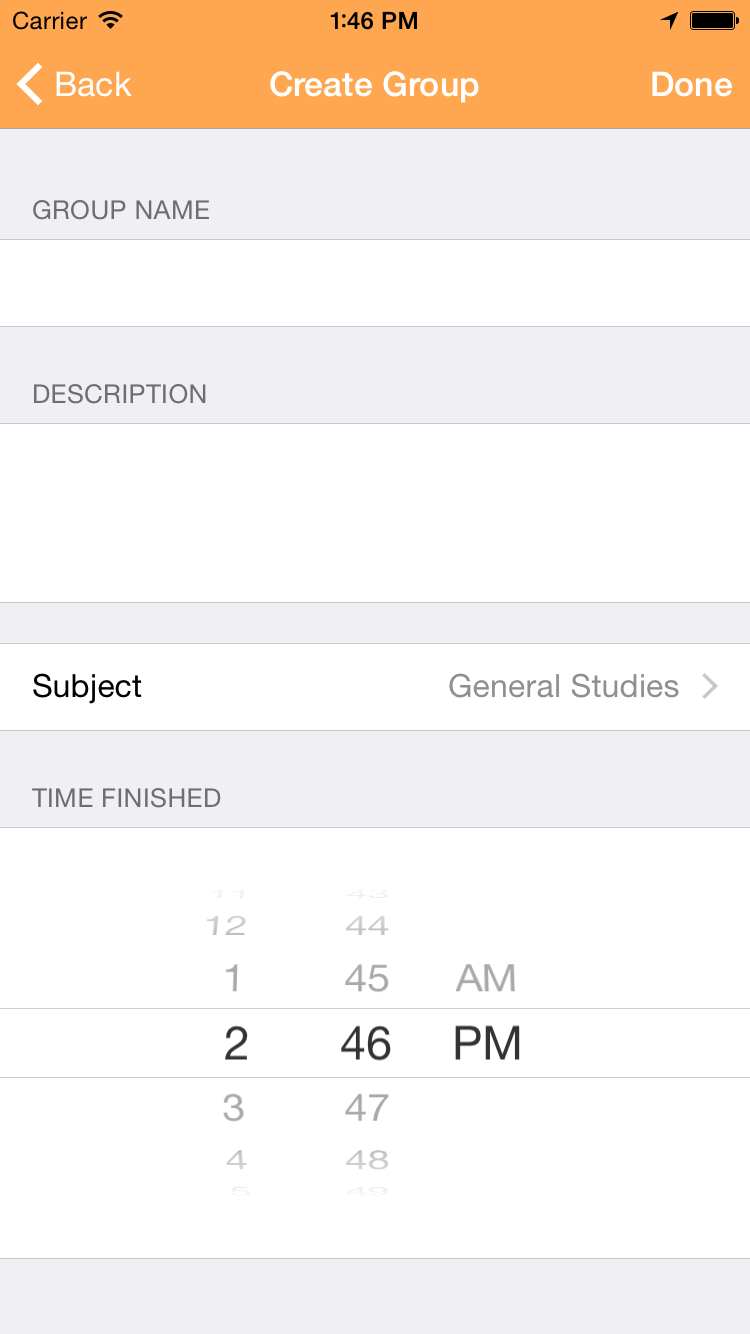 Carrier 1:46 PM
Back Create Group Done
GROUP NAME
DESCRIPTION
Subject General Studies
TIME FINISHED
11 43
12 44
1 45 AM
2 46 PM
3 47
4 48
5 49